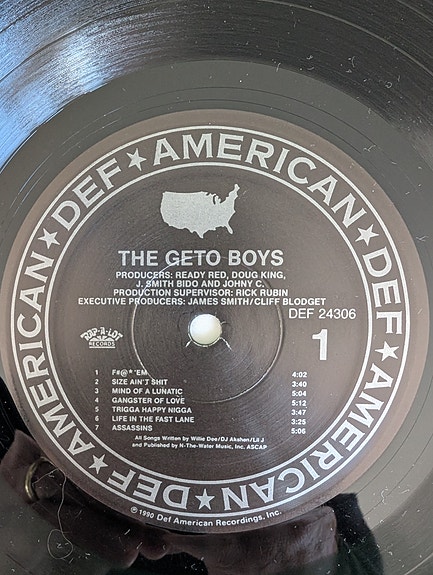 DEF ★ AMERICAN ★ DEF ★ AMERICAN ★ DEF ★ AMERICAN ★ DEF ★ AMERICAN ★
THE GETO BOYS
PRODUCERS: READY RED, DOUG KING,
J. SMITH BIDO AND JOHNY C.
PRODUCTION SUPERVISOR: RICK RUBIN
EXECUTIVE PRODUCERS: JAMES SMITH/CLIFF BLODGET
DEF 24306
RAP-A-LOT
RECORDS
1
1 F#@*'EM 4:02
2 SIZE AIN'T SHIT 3:40
3 MIND OF A LUNATIC 5:04
4 GANGSTER OF LOVE 5:12
5 TRIGGA HAPPY NIGGA 3:47
6 LIFE IN THE FAST LANE 3:25
7 ASSASSINS 5:06
All Songs Written by Willie Dee/DJ Akshen/Lil J
and Published by N-The-Water Music, Inc. ASCAP
℗ 1990 Def American Recordings, Inc.